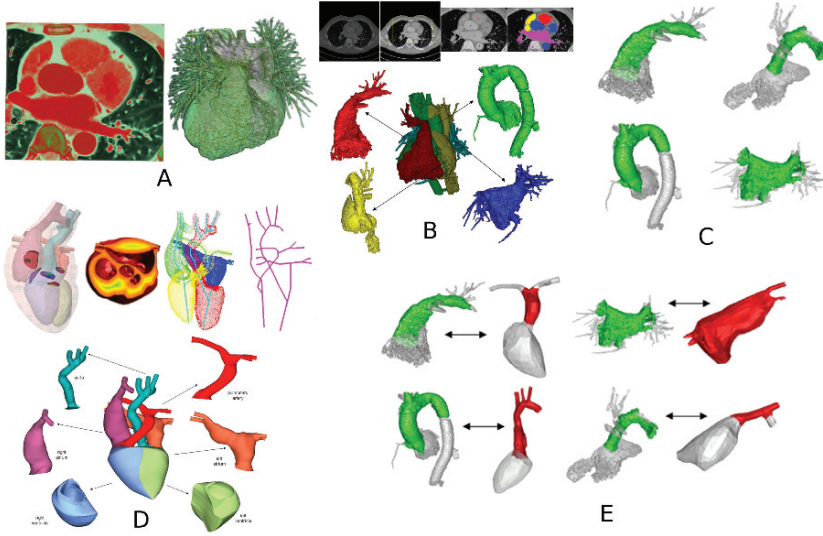 A
B
C
aorta
pulmonary
artery
right
atrium
left
atrium
right
ventricle
left
ventricle
D
E